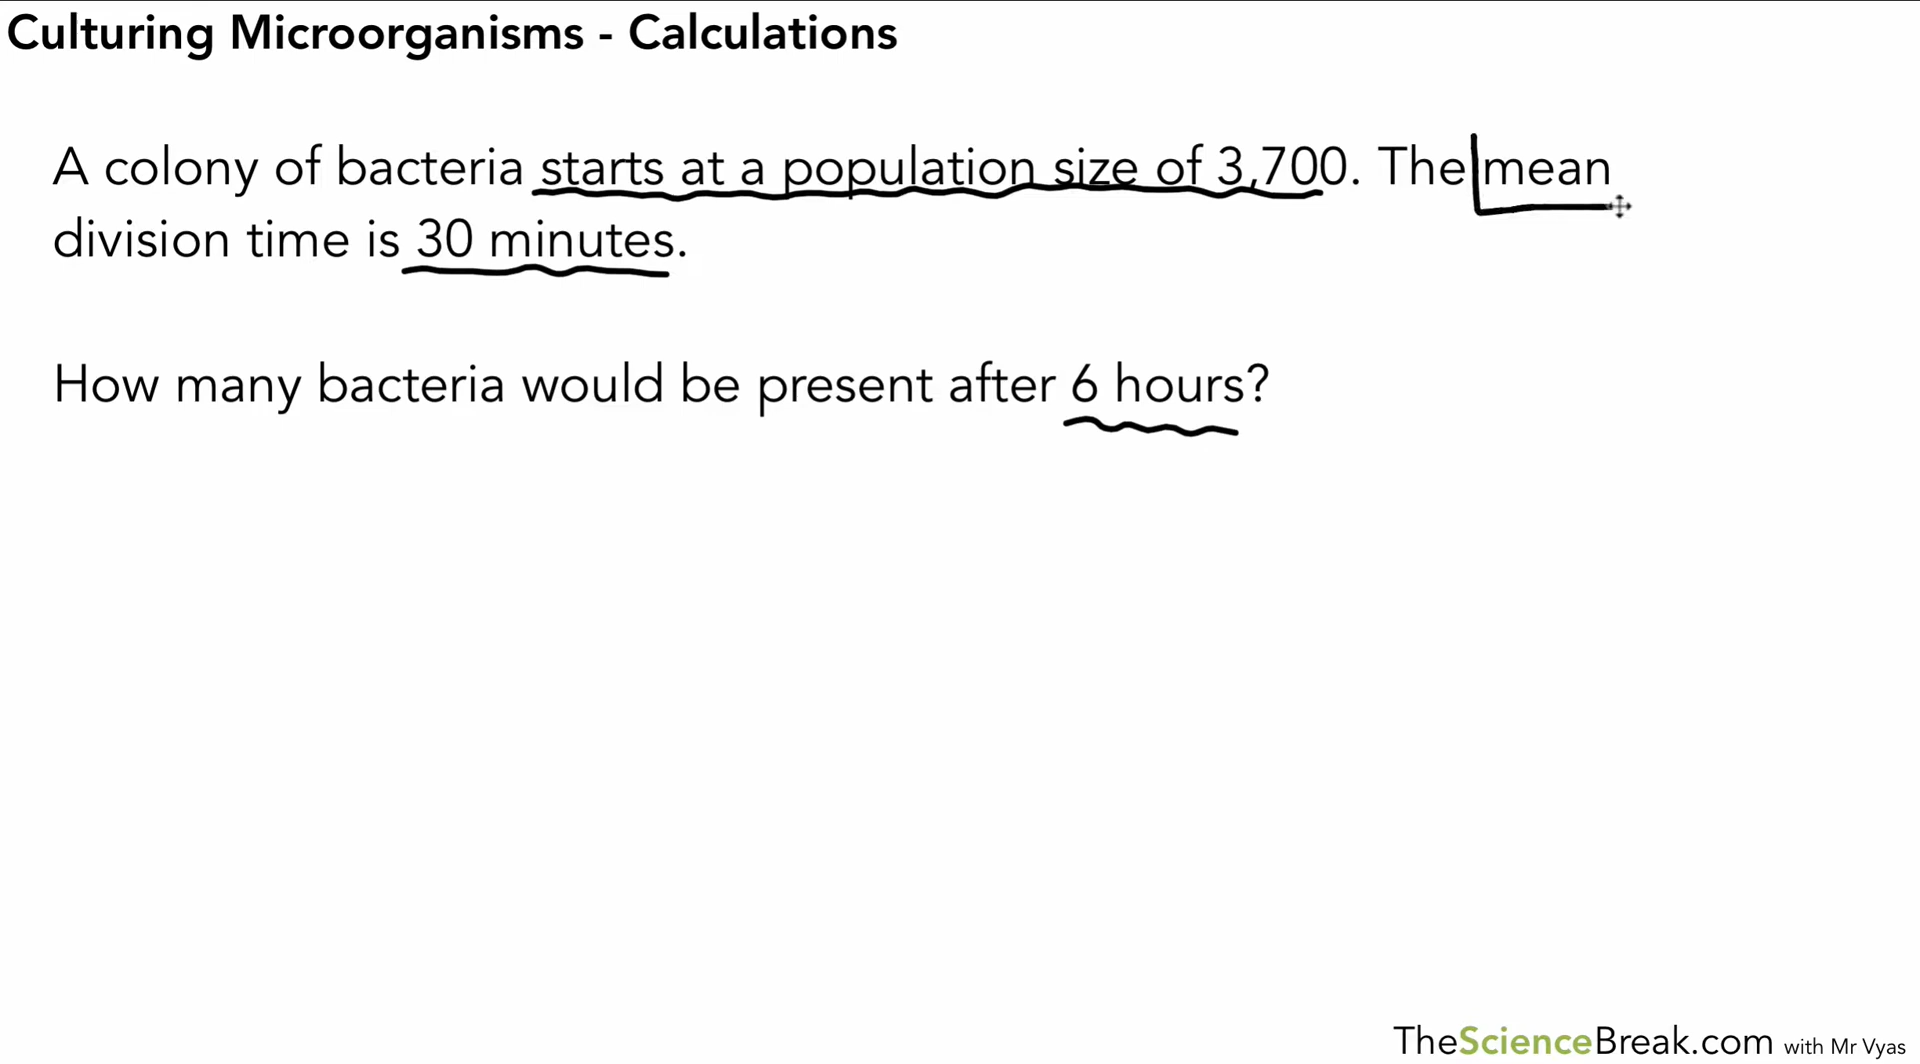 Culturing Microorganisms - Calculations
A colony of bacteria starts at a population size of 3,700. The mean
division time is 30 minutes.
How many bacteria would be present after 6 hours?
TheScienceBreak.com with Mr Vyas